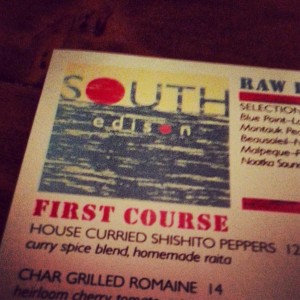 SOUTH
edison
FIRST COURSE
HOUSE CURRIED SHISHITO PEPPERS 12
curry spice blend, homemade raita
CHAR GRILLED ROMAINE 14
heirloom cherry
RAW
SELECTION
Blue Point-
Montauk
Beausoleil
Malpeque
Nootka